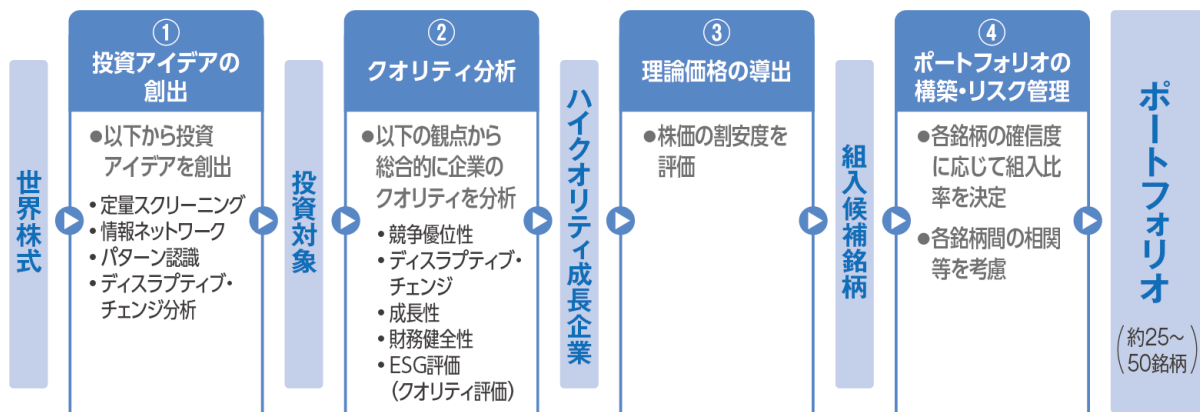 世界株式
①
投資アイデアの
創出
●以下から投資
アイデアを創出
•定量スクリーニング
•情報ネットワーク
•パターン認識
•ディスラプティブ・
チェンジ分析
投資対象
②
クオリティ分析
●以下の観点から
総合的に企業の
クオリティを分析
•競争優位性
•ディスラプティブ・
チェンジ
•成長性
•財務健全性
•ESG評価
(クオリティ評価)
ハイクオリティ成長企業
③
理論価格の導出
●株価の割安度を
評価
組入候補銘柄
④
ポートフォリオの
構築・リスク管理
●各銘柄の確信度
に応じて組入比
率を決定
●各銘柄間の相関
等を考慮
ポートフォリオ
(約25~
50銘柄)